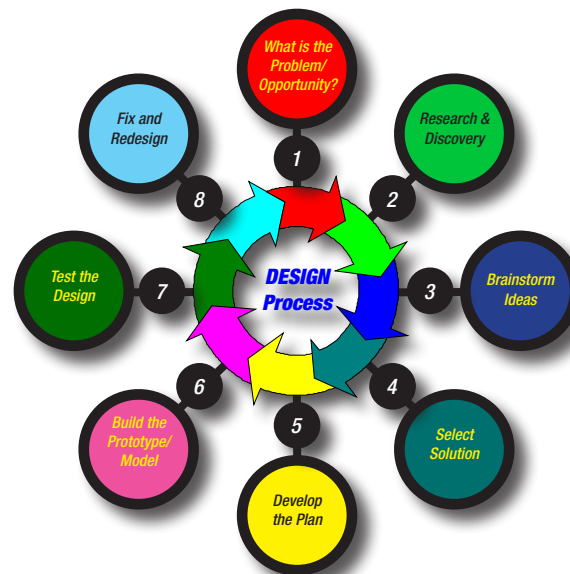 What is the
Problem/
Opportunity?
1
Research &
Discovery
2
Brainstorm
Ideas
3
Select
Solution
4
Develop
the Plan
5
Build the
Prototype/
Model
6
Test the
Design
7
Fix and
Redesign
8
DESIGN
Process